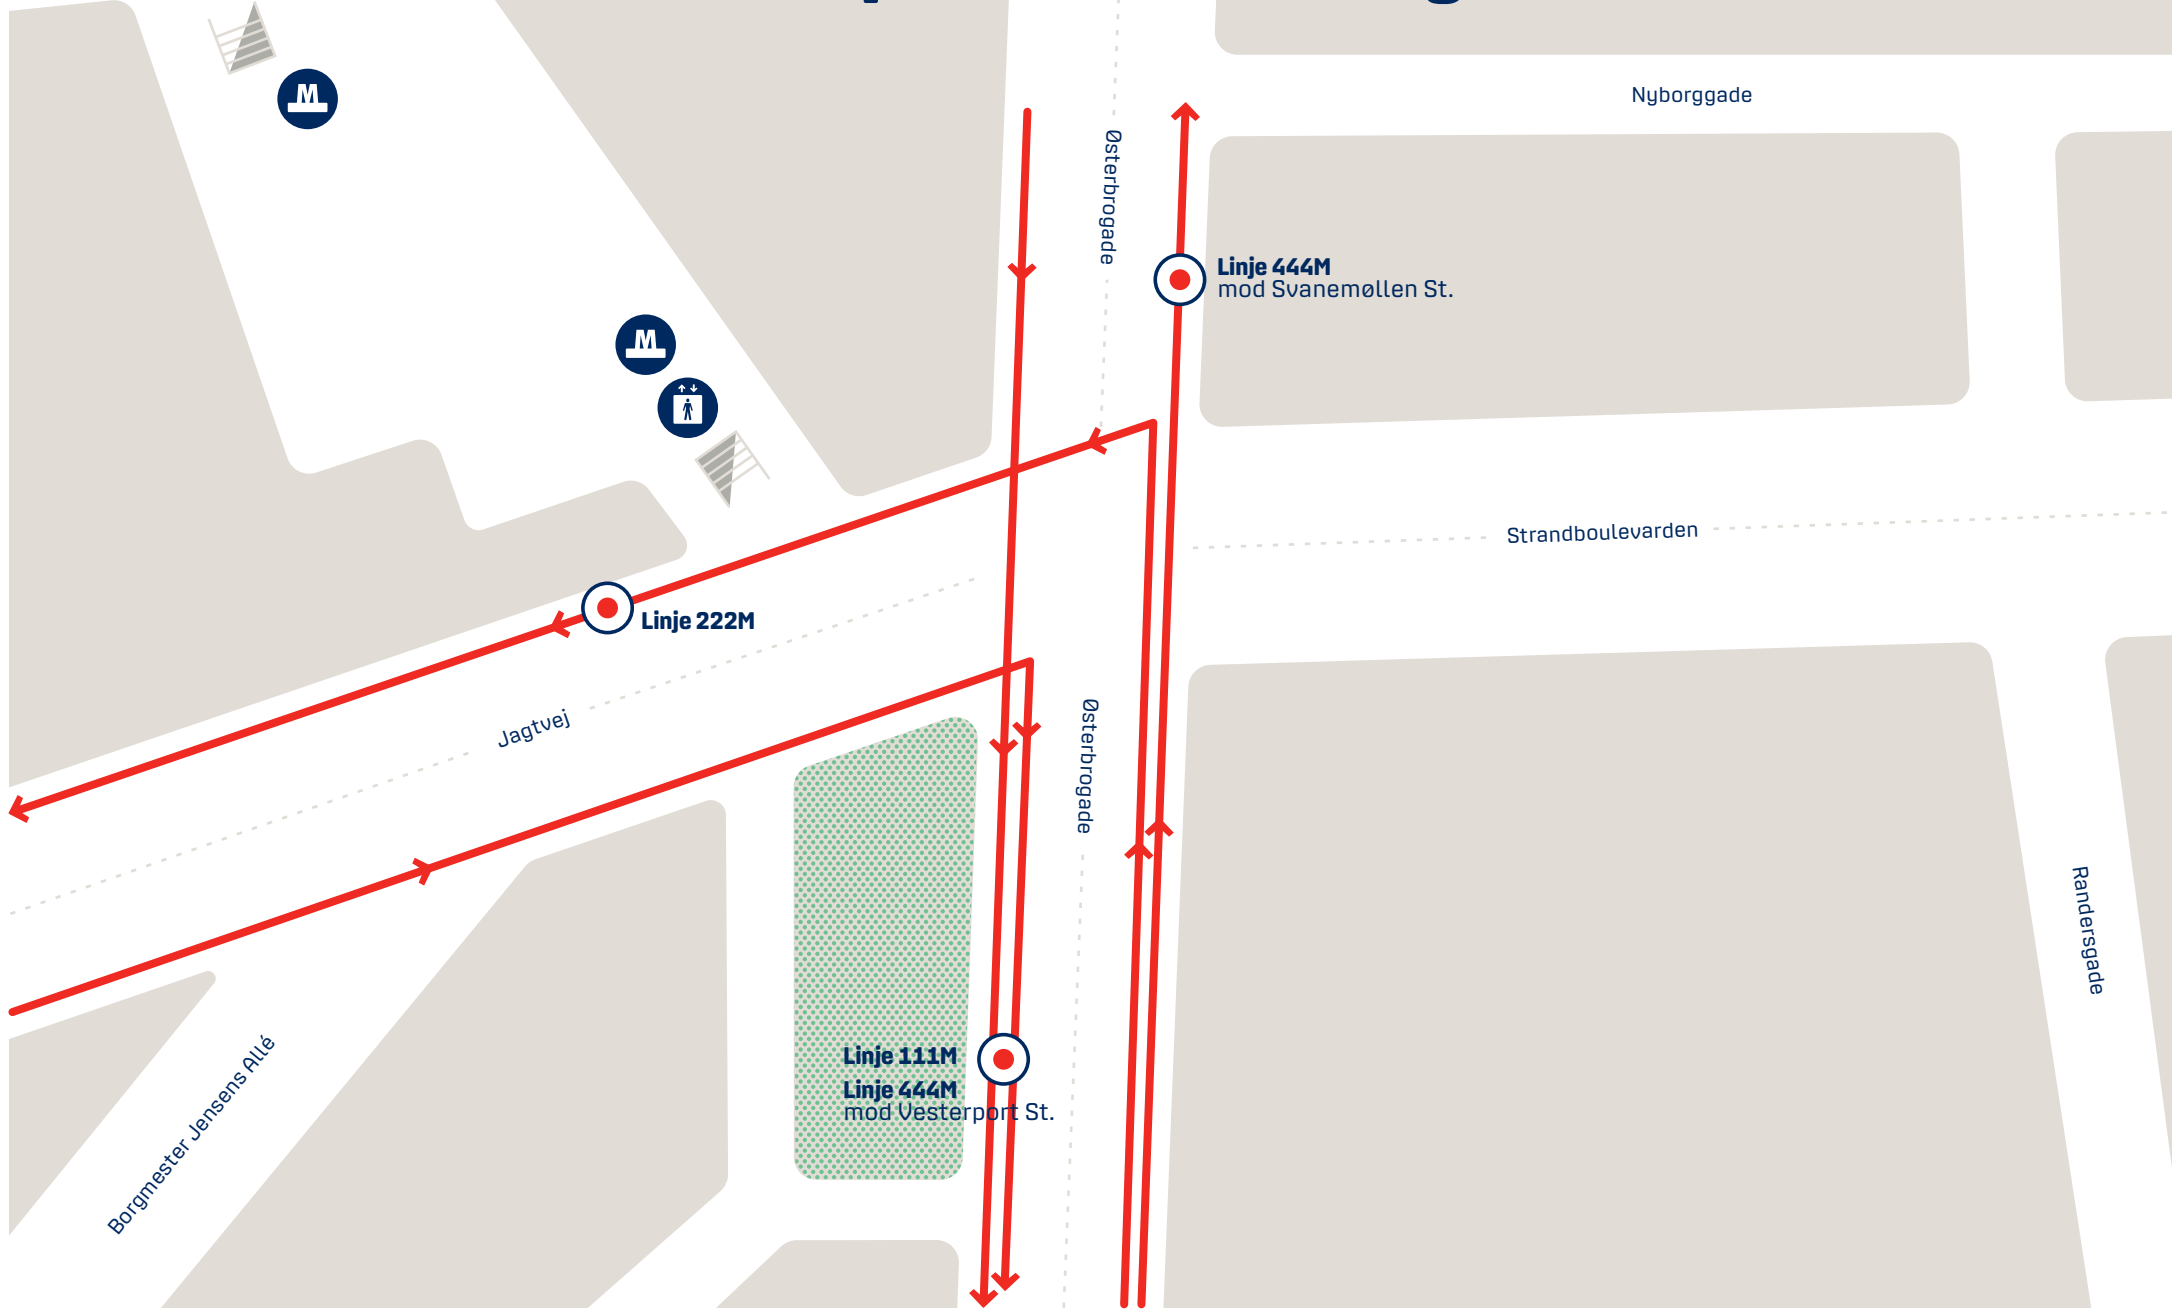 Nyborggade
Østerbrogade
Linje 444M
mod Svanemøllen St.
M
M
Strandboulevarden
Linje 222M
Jagtvej
Østerbrogade
Randersgade
Linje 111M
Linje 444M
mod Vesterport St.
Borgmester Jensens Allé